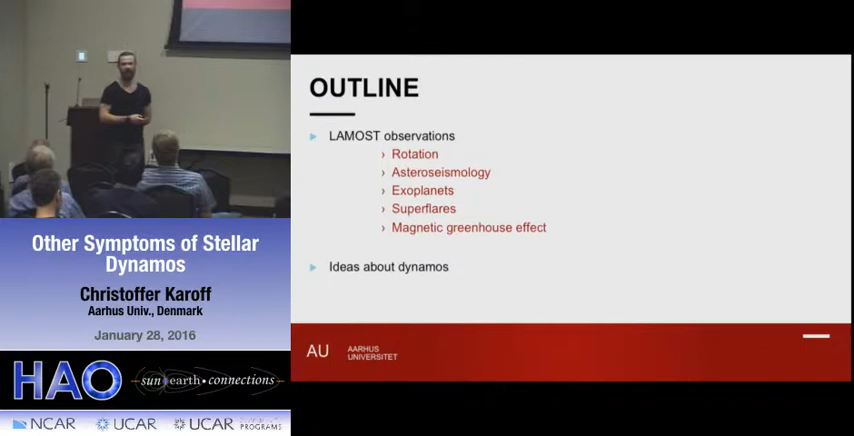 Other Symptoms of Stellar
Dynamos
Christoffer Karoff
Aarhus Univ., Denmark
January 28, 2016
HAO
sun earth • connections
NCAR
UCAR
UCAR
PROGRAMS
OUTLINE
LAMOST observations
› Rotation
› Asteroseismology
› Exoplanets
› Superflares
› Magnetic greenhouse effect
Ideas about dynamos
AU
AARHUS
UNIVERSITET